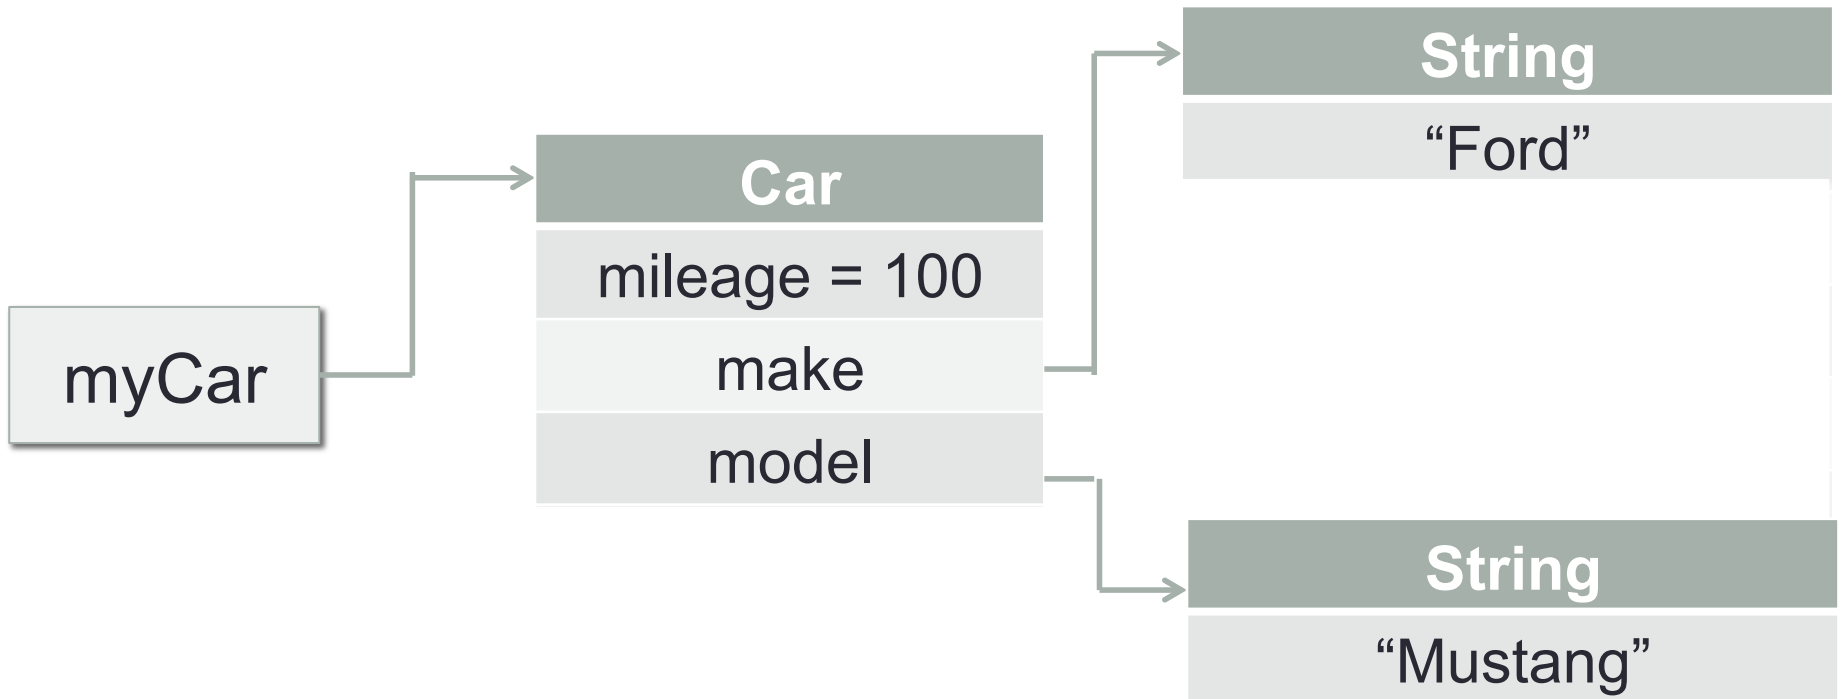 myCar
Car
mileage = 100
make
model
String
“Ford”
String
“Mustang”